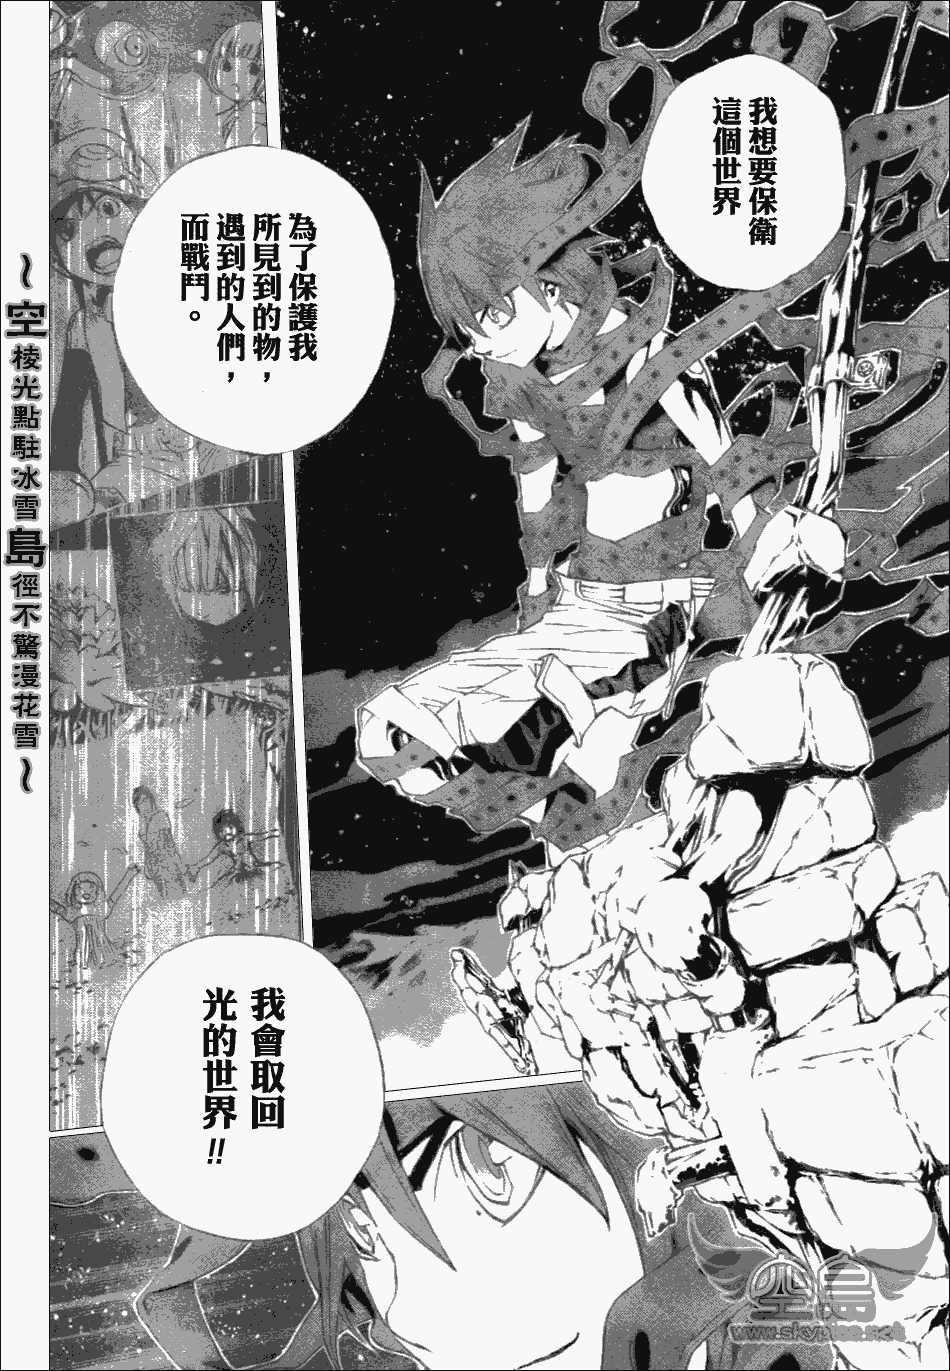 我想要保衛
這個世界
為了保護我
所見到的物，
遇到的人們，
而戰鬥。
我會取回
光的世界!!
～空棱光點駐冰雪島徑不驚漫花雪～
空島
www.skypiea.net